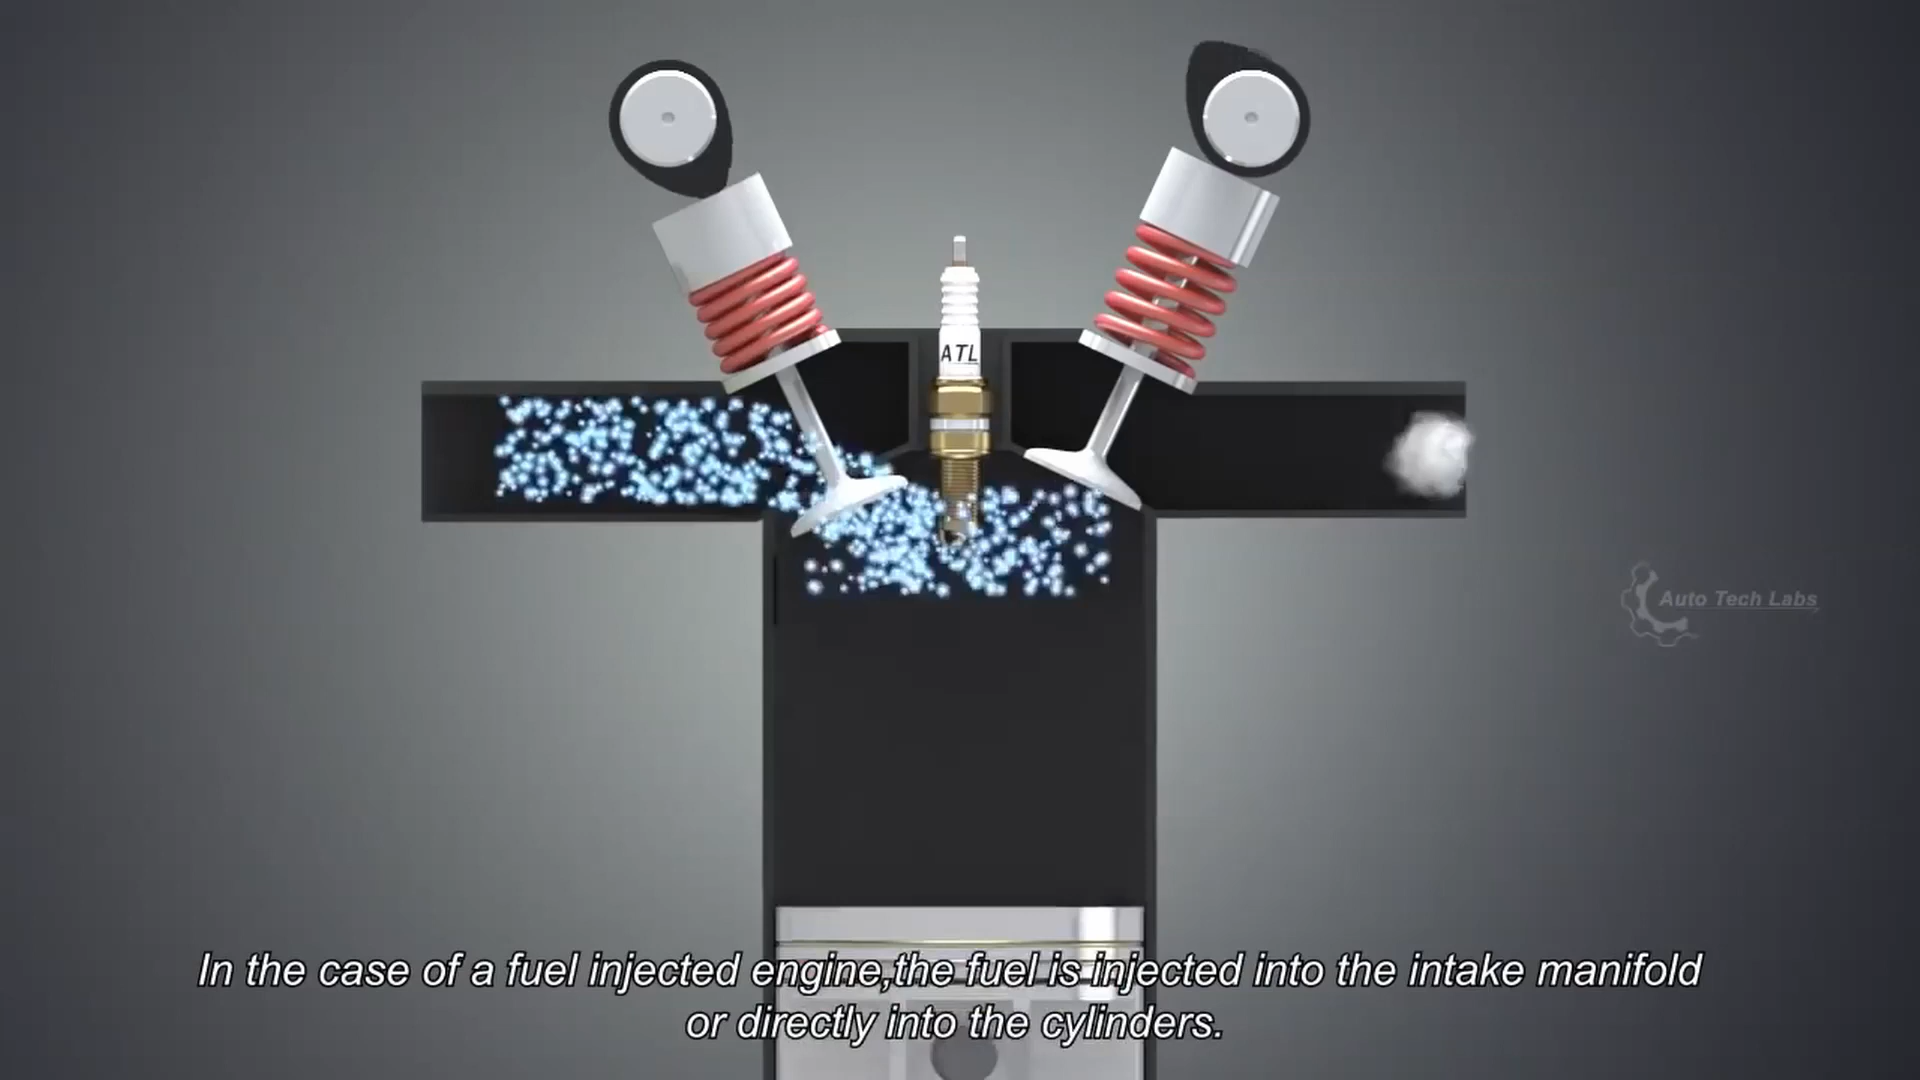 ATL
Auto Tech Labs
In the case of a fuel injected engine,the fuel is injected into the intake manifold
or directly into the cylinders.